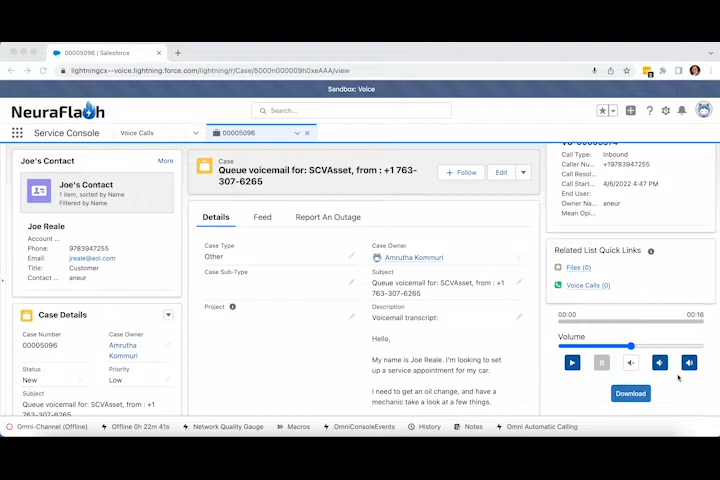 00005096 | Salesforce
lightningcx--voice.lightning.force.com/lightning/r/Case/5000n000009h0xeAAA/view
Sandbox: Voice
NeuraFlash
Search...
Service Console
Voice Calls
00005096
Joe's Contact
More
Joe's Contact
1 item, sorted by Name
Filtered by Name
Joe Reale
Account ...
Phone: 9783947255
Email: jreale@aol.com
Title: Customer
Contact ... aneur
Case Details
Case Number
00005096
Case Owner
Amrutha
Kommuri
Status
New
Priority
Low
Subject
Queue voicemail for: SCVAsset, from : +1
763-307-6265
Case
Queue voicemail for: SCVAsset, from : +1 763-
307-6265
+ Follow
Edit
Details
Feed
Report An Outage
Case Type
Other
Case Owner
Amrutha Kommuri
Case Sub-Type
Subject
Queue voicemail for: SCVAsset, from : +1
763-307-6265
Project
Description
Voicemail transcript:
Hello,
My name is Joe Reale. I'm looking to set
up a service appointment for my car.
I need to get an oil change, and have a
mechanic take a look at a few things.
Call Type: Inbound
Caller Nu... +19783947255
Call Resol...
Call Start... 4/6/2022 4:47 PM
End User:
Owner Na... aneur
Mean Opi...
Related List Quick Links
Files (0)
Voice Calls (0)
00:00
00:16
Volume
Download
Omni-Channel (Offline)
Offline 0h 22m 41s
Network Quality Gauge
Macros
OmniConsoleEvents
History
Notes
Omni Automatic Calling